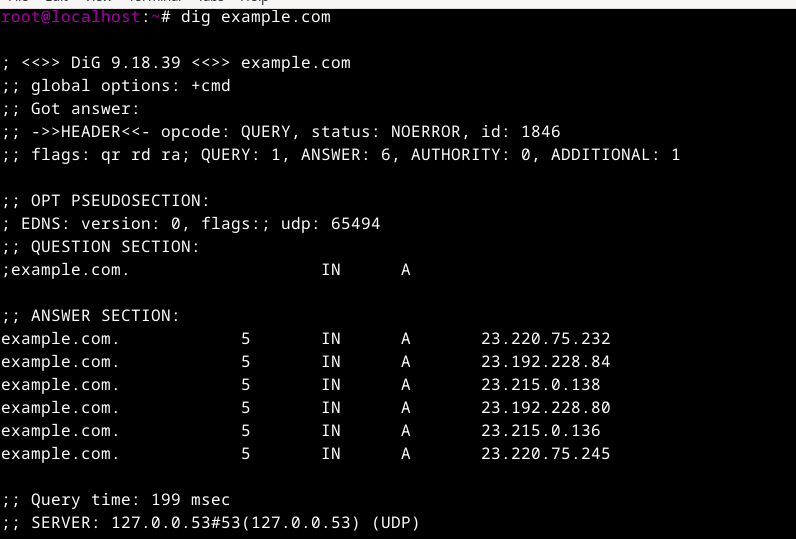 root@localhost:~# dig example.com
; <<>> DiG 9.18.39 <<>> example.com
;; global options: +cmd
;; Got answer:
;; ->>HEADER<<- opcode: QUERY, status: NOERROR, id: 1846
;; flags: qr rd ra; QUERY: 1, ANSWER: 6, AUTHORITY: 0, ADDITIONAL: 1
;; OPT PSEUDOSECTION:
; EDNS: version: 0, flags:; udp: 65494
;; QUESTION SECTION:
;example.com. IN A
;; ANSWER SECTION:
example.com. 5 IN A 23.220.75.232
example.com. 5 IN A 23.192.228.84
example.com. 5 IN A 23.215.0.138
example.com. 5 IN A 23.192.228.80
example.com. 5 IN A 23.215.0.136
example.com. 5 IN A 23.220.75.245
;; Query time: 199 msec
;; SERVER: 127.0.0.53#53(127.0.0.53) (UDP)